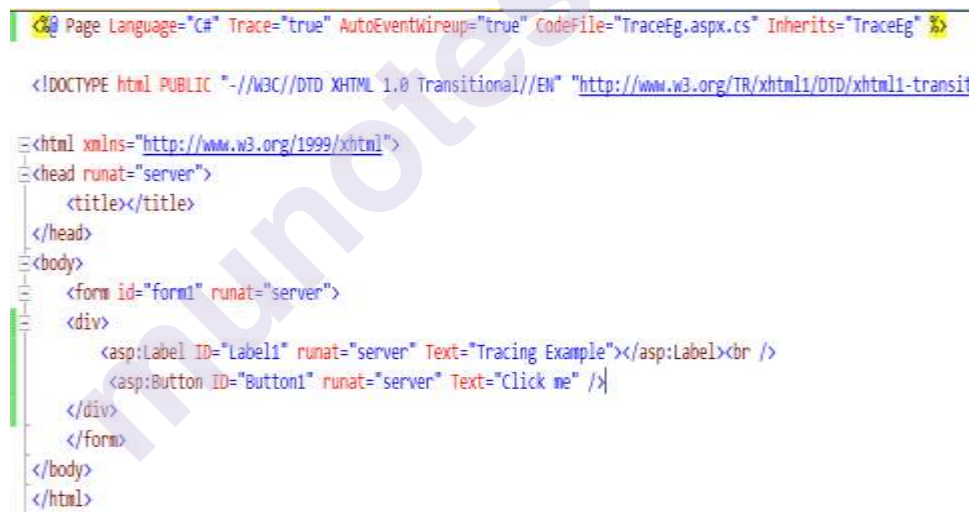 <%@ Page Language="C#" Trace="true" AutoEventWireup="true" CodeFile="TraceEg.aspx.cs" Inherits="TraceEg" %>
<!DOCTYPE html PUBLIC "-//W3C//DTD XHTML 1.0 Transitional//EN" "http://www.w3.org/TR/xhtml1/DTD/xhtml1-transit
<html xmlns="http://www.w3.org/1999/xhtml">
<head runat="server">
<title></title>
</head>
<body>
<form id="form1" runat="server">
<div>
<asp:Label ID="Label1" runat="server" Text="Tracing Example"></asp:Label><br />
<asp:Button ID="Button1" runat="server" Text="Click me" />
</div>
</form>
</body>
</html>
munotes